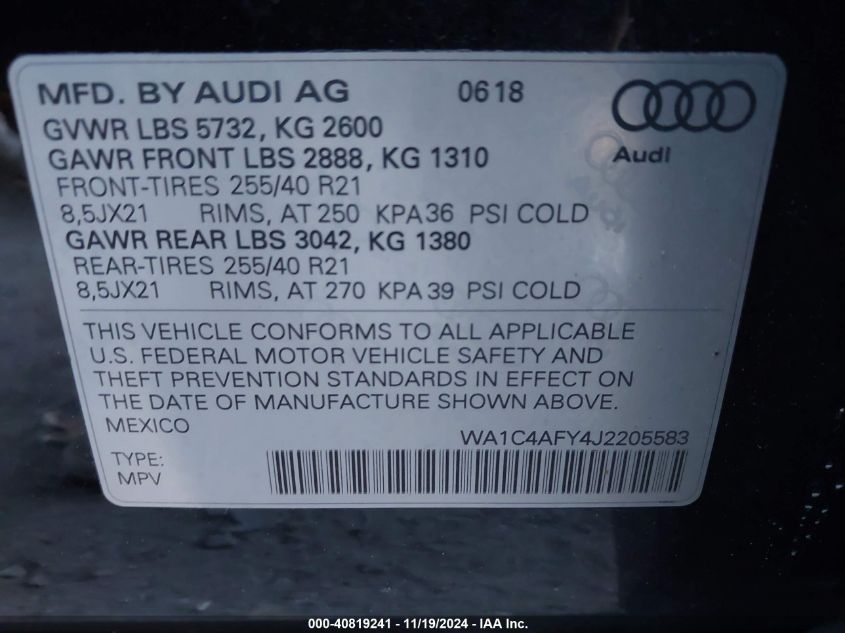 MFD. BY AUDI AG 0618
GVWR LBS 5732, KG 2600
GAWR FRONT LBS 2888, KG 1310
Audi
FRONT-TIRES 255/40 R21
8,5JX21 RIMS, AT 250 KPA36 PSI COLD
GAWR REAR LBS 3042, KG 1380
REAR-TIRES 255/40 R21
8,5JX21 RIMS, AT 270 KPA39 PSI COLD
THIS VEHICLE CONFORMS TO ALL APPLICABLE
U.S. FEDERAL MOTOR VEHICLE SAFETY AND
THEFT PREVENTION STANDARDS IN EFFECT ON
THE DATE OF MANUFACTURE SHOWN ABOVE.
MEXICO
WA1C4AFY4J2205583
TYPE:
MPV
000-40819241 - 11/19/2024 - IAA Inc.